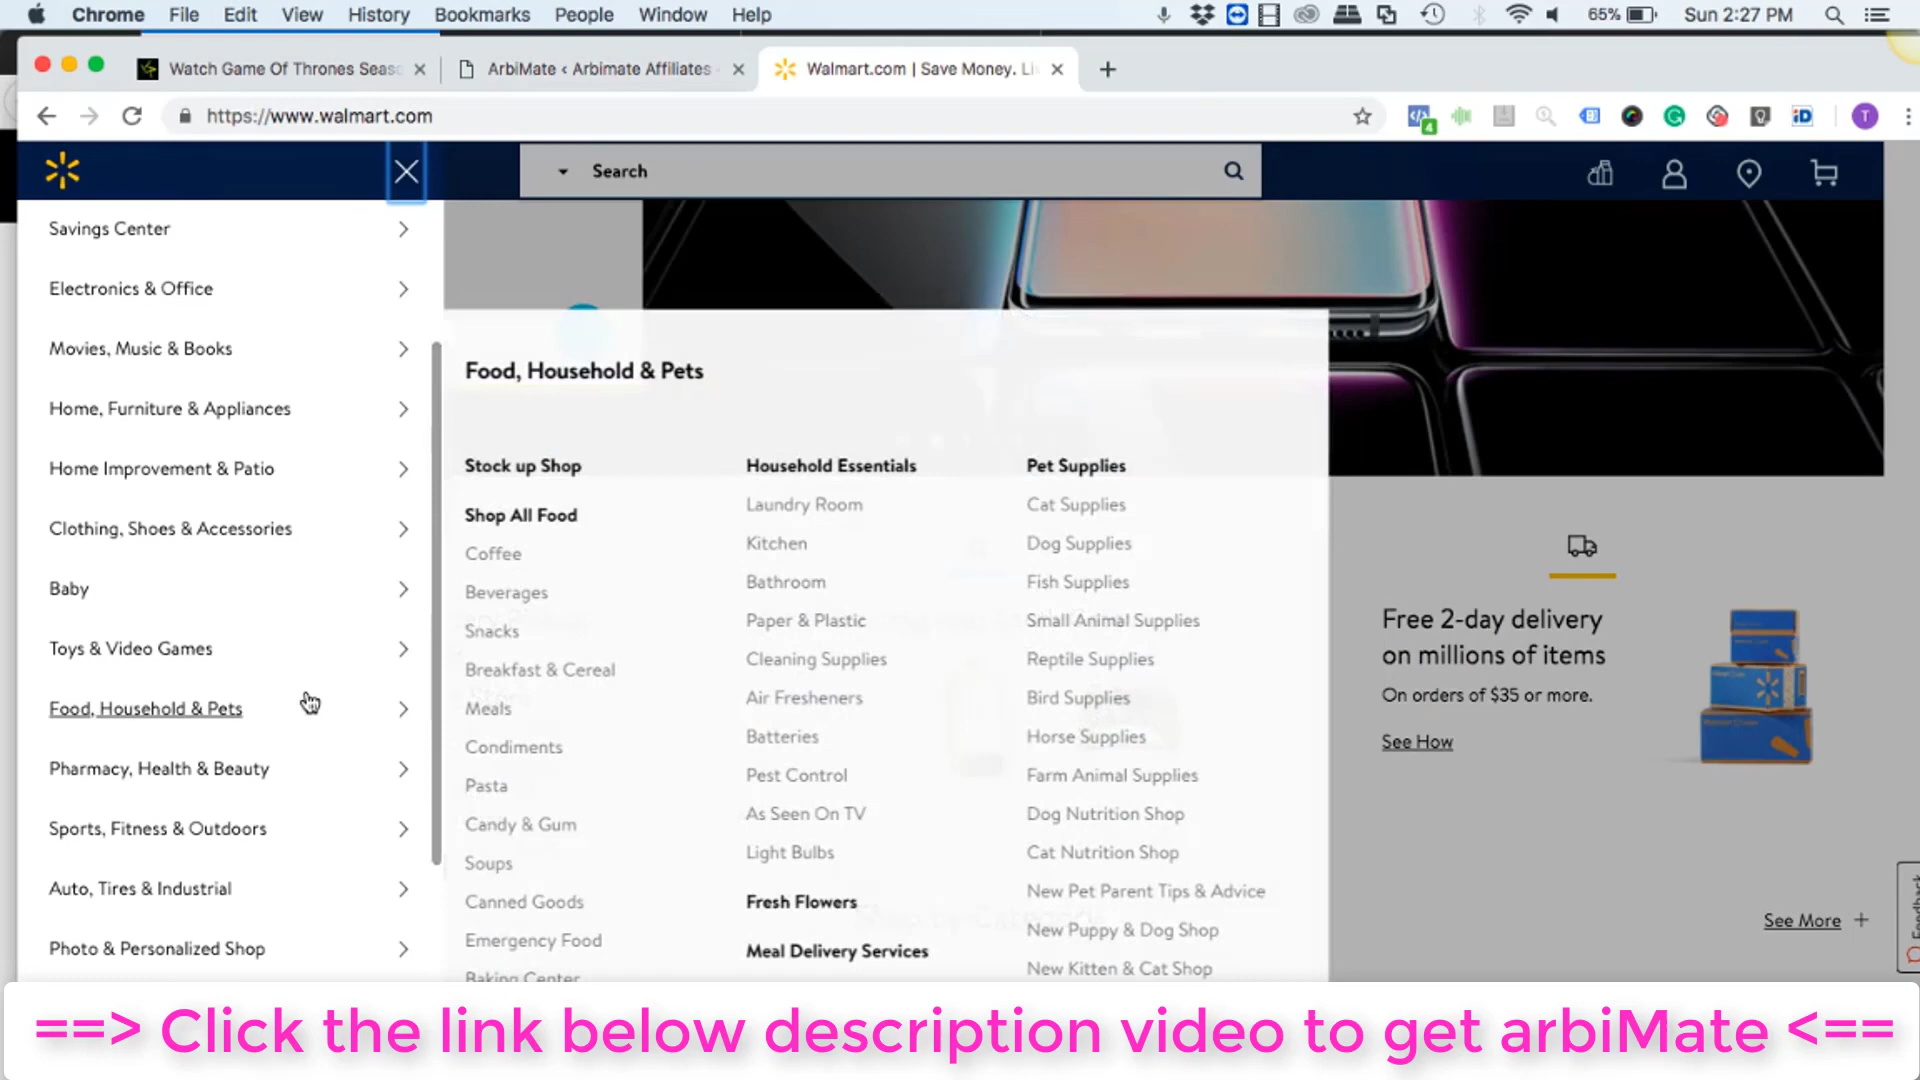 Chrome File Edit View History Bookmarks People Window Help 65% Sun 2:27 PM
Watch Game Of Thrones Seas
ArbiMate ‹ Arbimate Affiliates
Walmart.com | Save Money. Li
https://www.walmart.com
4
T
Search
Savings Center
Electronics & Office
Movies, Music & Books
Home, Furniture & Appliances
Home Improvement & Patio
Clothing, Shoes & Accessories
Baby
Toys & Video Games
Food, Household & Pets
Pharmacy, Health & Beauty
Sports, Fitness & Outdoors
Auto, Tires & Industrial
Photo & Personalized Shop
Food, Household & Pets
Stock up Shop
Shop All Food
Coffee
Beverages
Snacks
Breakfast & Cereal
Meals
Condiments
Pasta
Candy & Gum
Soups
Canned Goods
Emergency Food
Baking Center
Household Essentials
Laundry Room
Kitchen
Bathroom
Paper & Plastic
Cleaning Supplies
Air Fresheners
Batteries
Pest Control
As Seen On TV
Light Bulbs
Fresh Flowers
Meal Delivery Services
Pet Supplies
Cat Supplies
Dog Supplies
Fish Supplies
Small Animal Supplies
Reptile Supplies
Bird Supplies
Horse Supplies
Farm Animal Supplies
Dog Nutrition Shop
Cat Nutrition Shop
New Pet Parent Tips & Advice
New Puppy & Dog Shop
New Kitten & Cat Shop
Free 2-day delivery
on millions of items
On orders of $35 or more.
See How
See More +
Feedback
==> Click the link below description video to get arbiMate <==